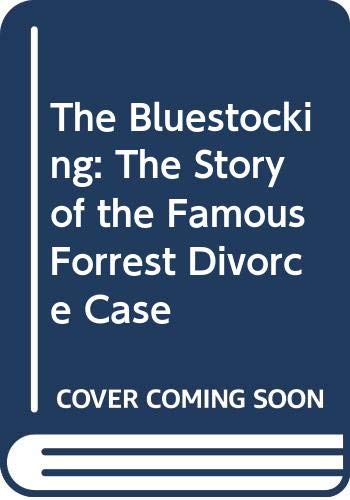 The Bluestocki
ng: The Story
of the Famous
Forrest Divorc
e Case
COVER COMING SOON